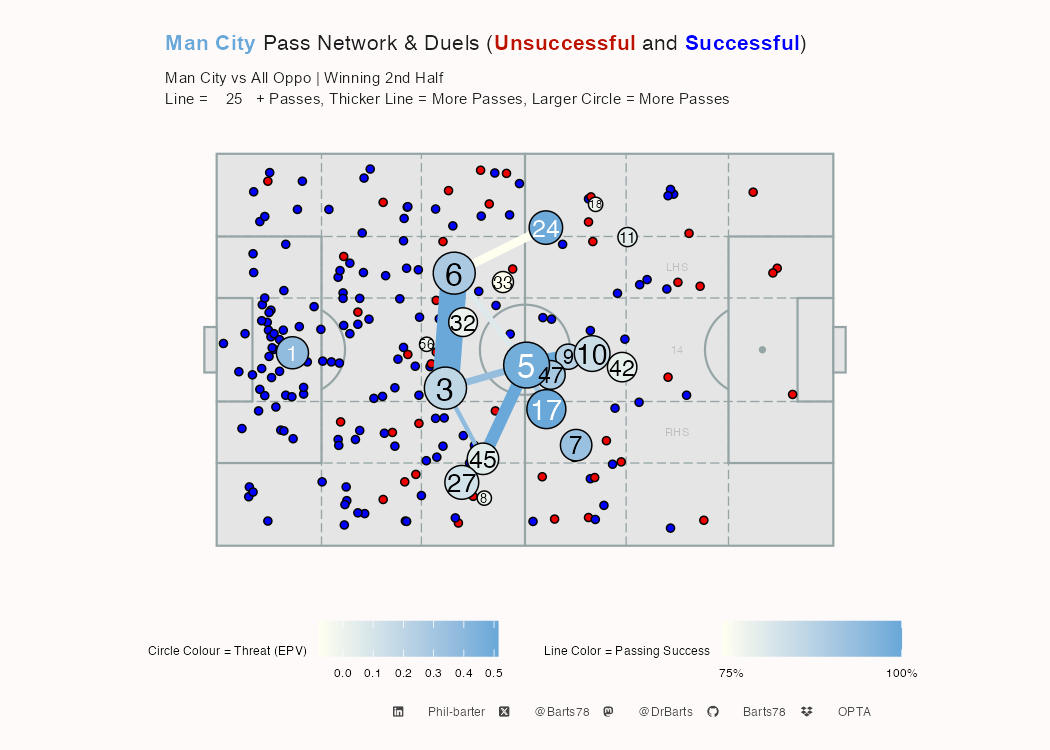 Man City Pass Network & Duels (Unsuccessful and Successful)
Man City vs All Oppo | Winning 2nd Half
Line = 25 + Passes, Thicker Line = More Passes, Larger Circle = More Passes
18
24
11
LHS
6
33
32
56
1
14
9
10
5
42
47
3
17
RHS
7
45
27
8
Circle Colour = Threat (EPV)
0.0 0.1 0.2 0.3 0.4 0.5
Line Color = Passing Success
75% 100%
Phil-barter @Barts78 @DrBarts Barts78 OPTA